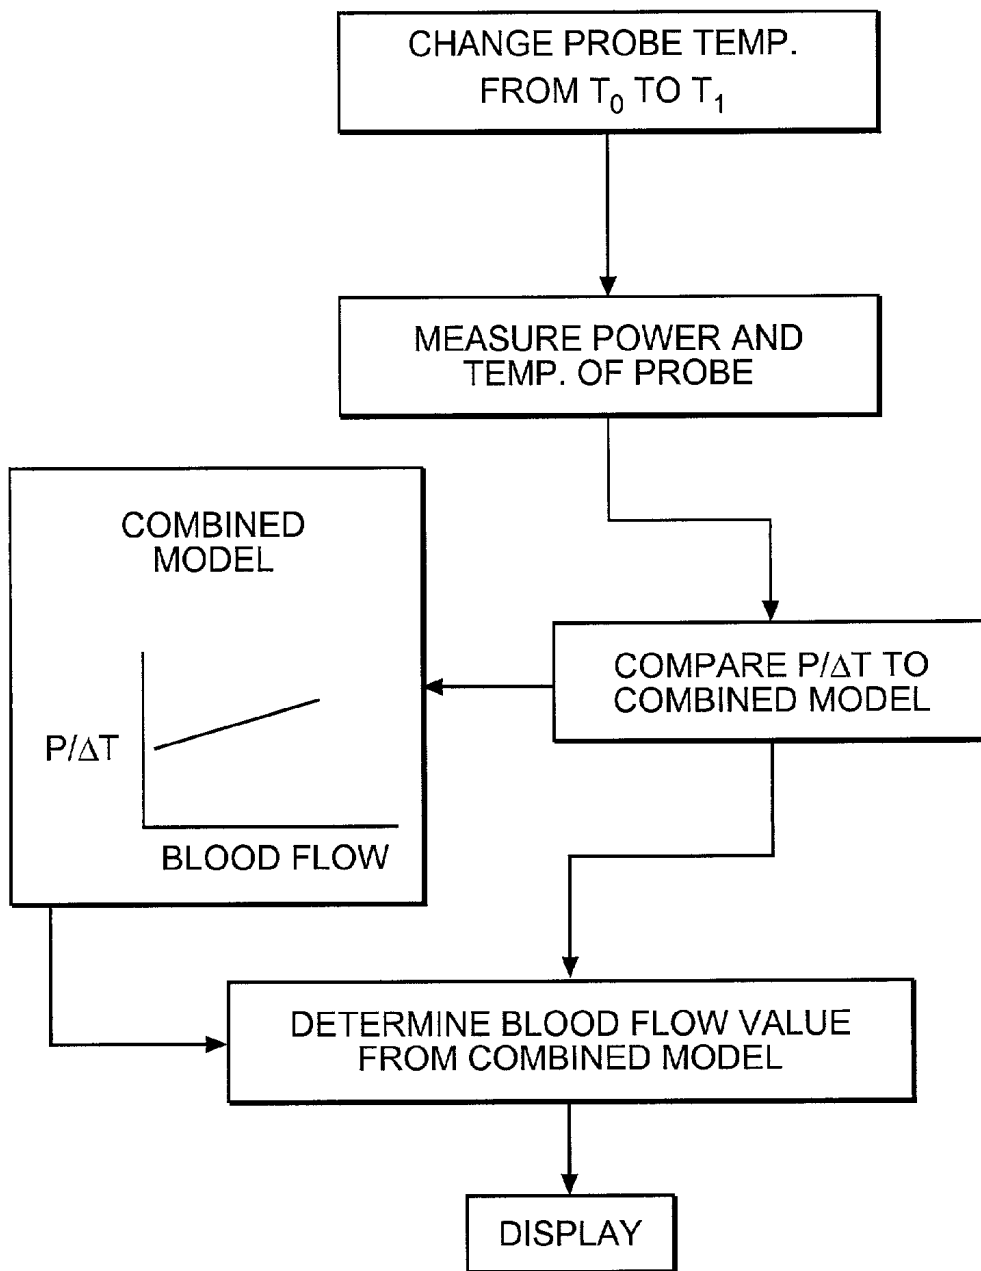 CHANGE PROBE TEMP.
FROM T₀ TO T₁
MEASURE POWER AND
TEMP. OF PROBE
COMBINED
MODEL
P/ΔT
BLOOD FLOW
COMPARE P/ΔT TO
COMBINED MODEL
DETERMINE BLOOD FLOW VALUE
FROM COMBINED MODEL
DISPLAY